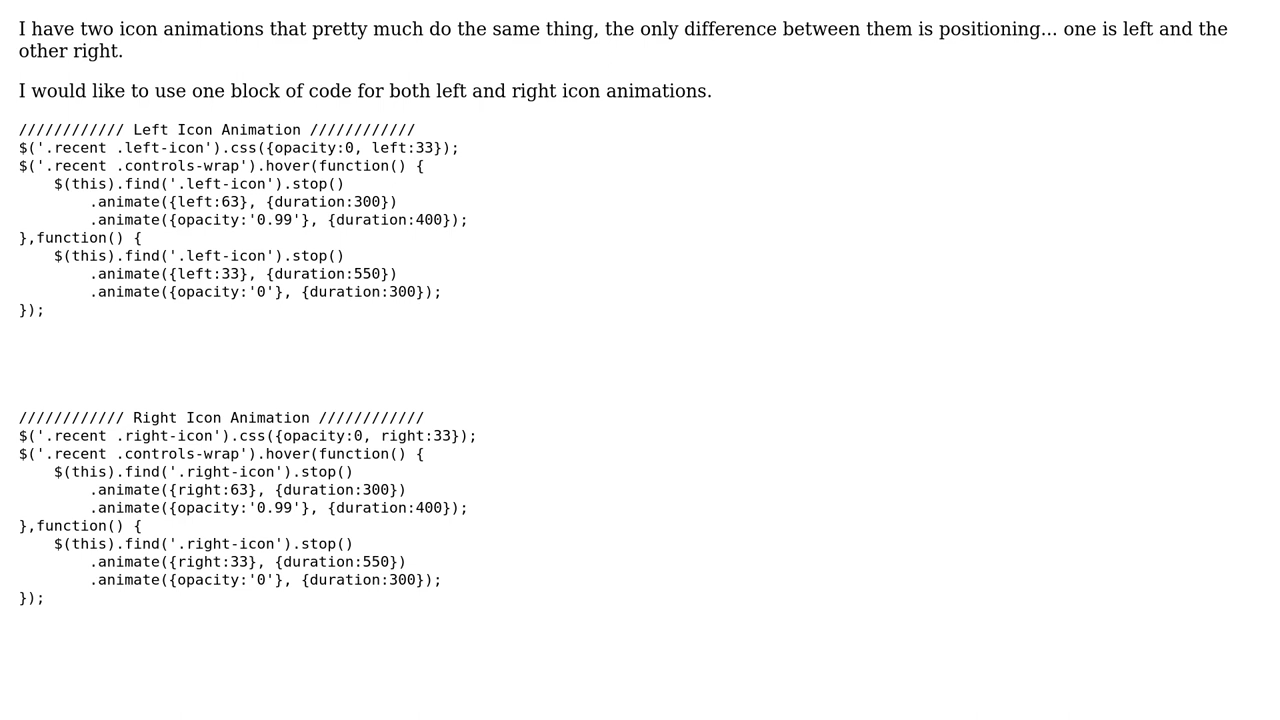 I have two icon animations that pretty much do the same thing, the only difference between them is positioning... one is left and the
other right.
I would like to use one block of code for both left and right icon animations.
//////////// Left Icon Animation ////////////
$('.recent .left-icon').css({opacity:0, left:33});
$('.recent .controls-wrap').hover(function() {
    $(this).find('.left-icon').stop()
        .animate({left:63}, {duration:300})
        .animate({opacity:'0.99'}, {duration:400});
},function() {
    $(this).find('.left-icon').stop()
        .animate({left:33}, {duration:550})
        .animate({opacity:'0'}, {duration:300});
});
//////////// Right Icon Animation ////////////
$('.recent .right-icon').css({opacity:0, right:33});
$('.recent .controls-wrap').hover(function() {
    $(this).find('.right-icon').stop()
        .animate({right:63}, {duration:300})
        .animate({opacity:'0.99'}, {duration:400});
},function() {
    $(this).find('.right-icon').stop()
        .animate({right:33}, {duration:550})
        .animate({opacity:'0'}, {duration:300});
});